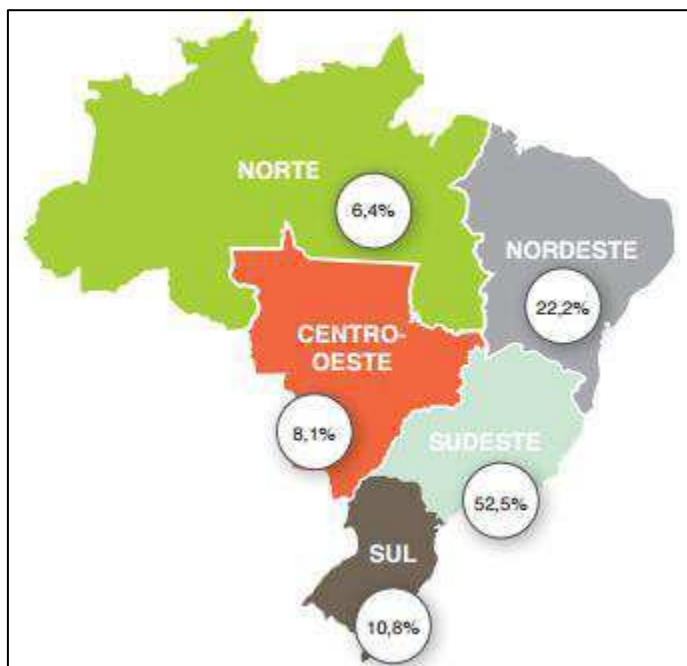 NORTE
6,4%
NORDESTE
22,2%
CENTRO-
OESTE
8,1%
SUDESTE
52,5%
SUL
10,8%